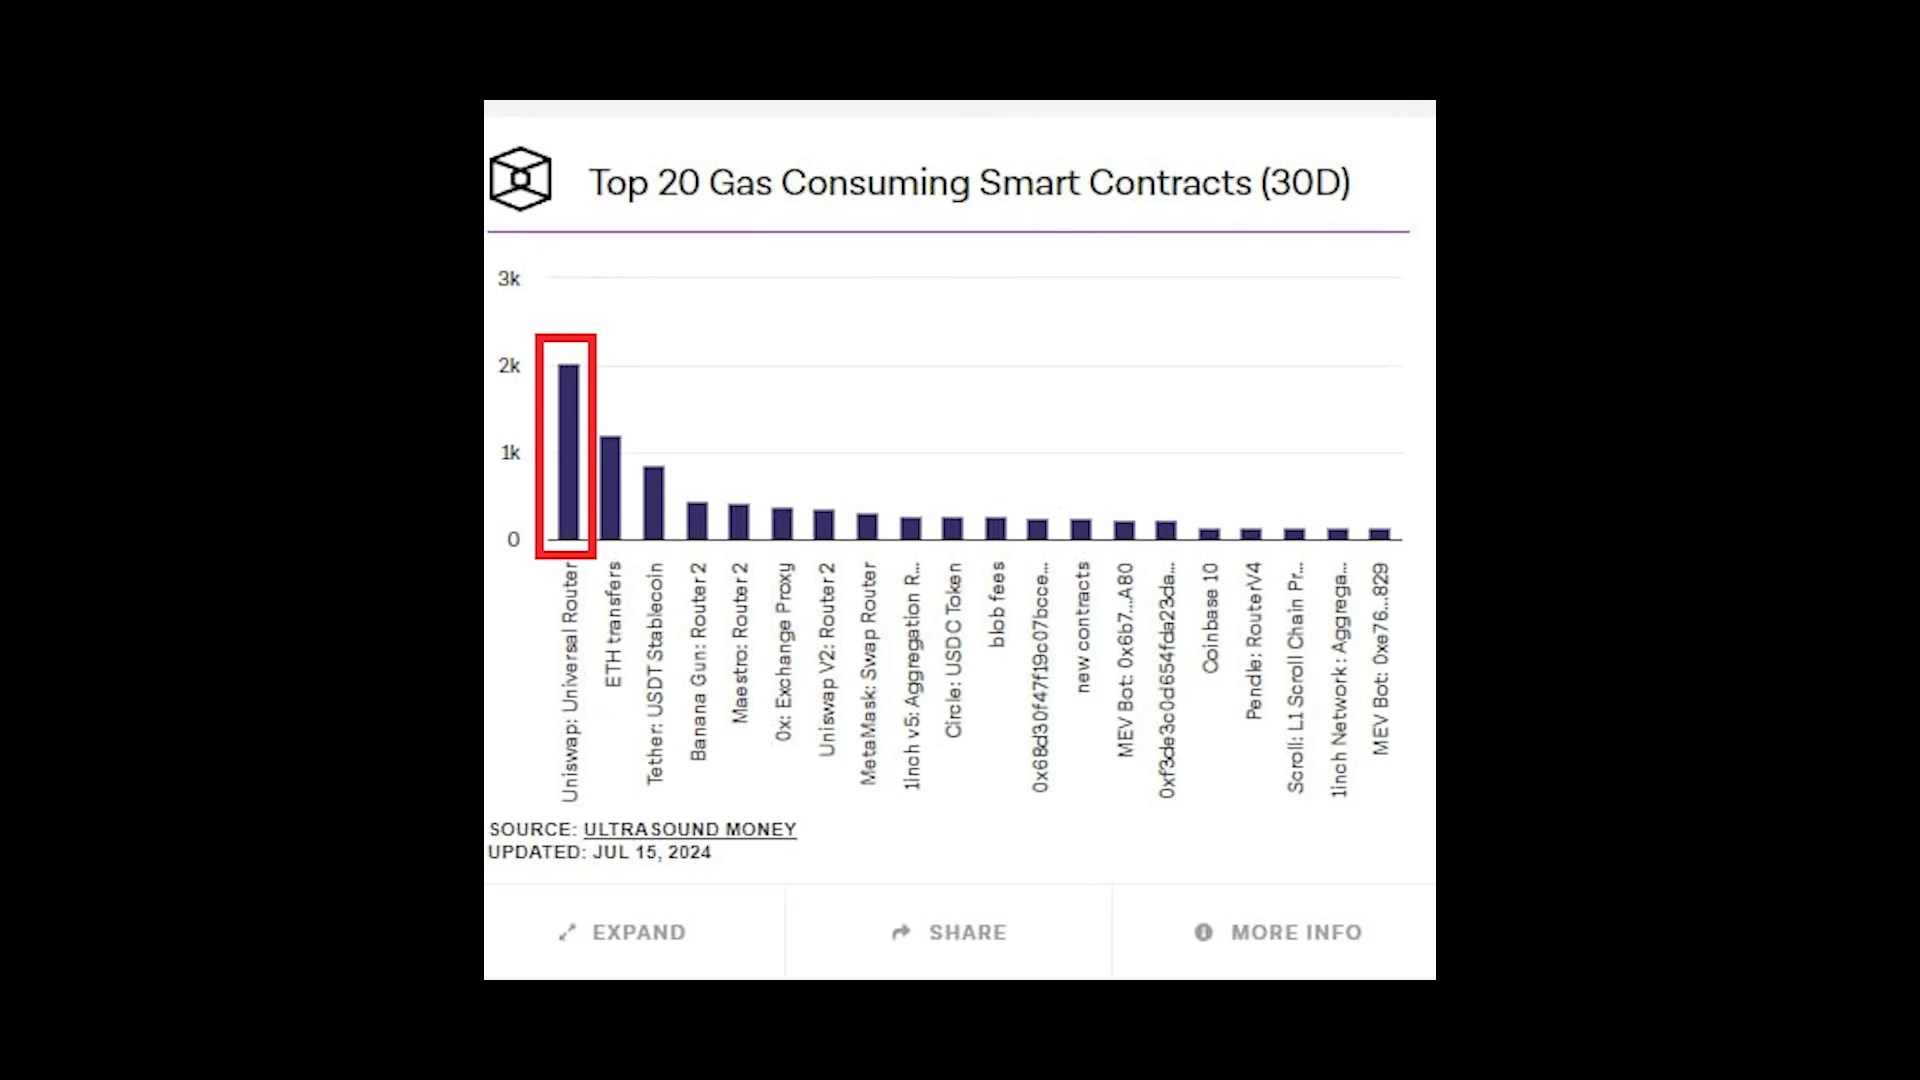 Top 20 Gas Consuming Smart Contracts (30D)
3k
2k
1k
0
Uniswap: Universal Router
ETH transfers
Tether: USDT Stablecoin
Banana Gun: Router 2
Maestro: Router 2
0x: Exchange Proxy
Uniswap V2: Router 2
MetaMask: Swap Router
1inch v5: Aggregation R...
Circle: USDC Token
blob fees
0x68d30f47f19c07bcce...
new contracts
MEV Bot: 0x6b7...A80
0xf3de3c0d654fda23da...
Coinbase 10
Pendle: RouterV4
Scroll: L1 Scroll Chain Pr...
1inch Network: Aggrega...
MEV Bot: 0xe76...829
SOURCE: ULTRASOUND MONEY
UPDATED: JUL 15, 2024
EXPAND
SHARE
MORE INFO